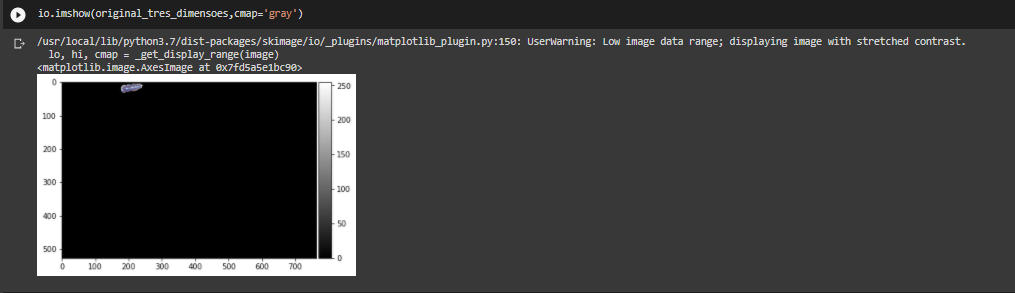 io.imshow(original_tres_dimensoes,cmap='gray')
/usr/local/lib/python3.7/dist-packages/skimage/io/_plugins/matplotlib_plugin.py:150: UserWarning: Low image data range; displaying image with stretched contrast.
lo, hi, cmap = _get_display_range(image)
<matplotlib.image.AxesImage at 0x7fd5a5e1bc90>
0
100
200
300
400
500
0 100 200 300 400 500 600 700
250
200
150
100
50
0